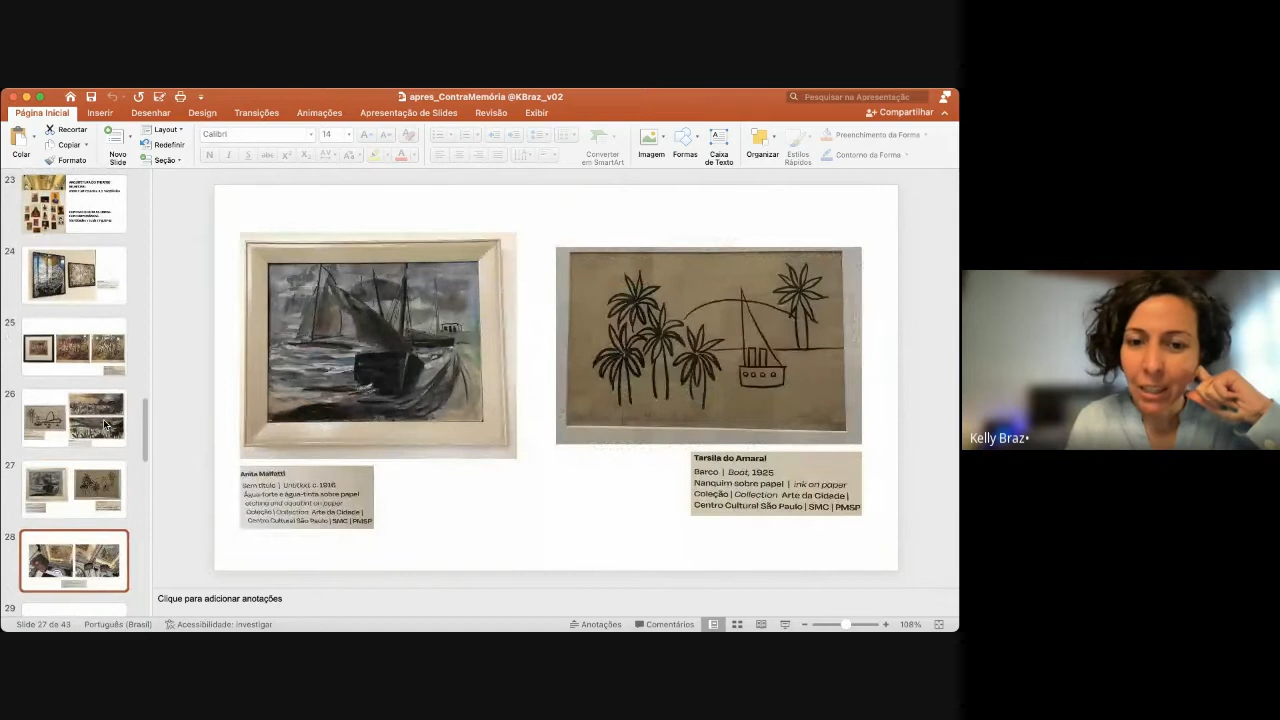 apres_ContraMemória @KBraz_v02
Pesquisar na Apresentação
Página Inicial
Inserir
Desenhar
Design
Transições
Animações
Apresentação de Slides
Revisão
Exibir
Compartilhar
Colar
Recortar
Copiar
Formato
Novo
Slide
Layout
Redefinir
Seção
Calibri
14
N I S abc X² X₂
Converter
em SmartArt
Imagem
Formas
Caixa
de Texto
Organizar
Estilos
Rápidos
Preenchimento da Forma
Contorno da Forma
23
24
25
26
27
28
29
Anita Malfatti
Sem título | Untitled, c. 1916
Água-forte e água-tinta sobre papel
etching and aquatint on paper
Coleção | Collection Arte da Cidade |
Centro Cultural São Paulo | SMC | PMSP
Tarsila do Amaral
Barco | Boat, 1925
Nanquim sobre papel | ink on paper
Coleção | Collection Arte da Cidade |
Centro Cultural São Paulo | SMC | PMSP
Clique para adicionar anotações
Slide 27 de 43
Português (Brasil)
Acessibilidade: investigar
Anotações
Comentários
108%
Kelly Braz